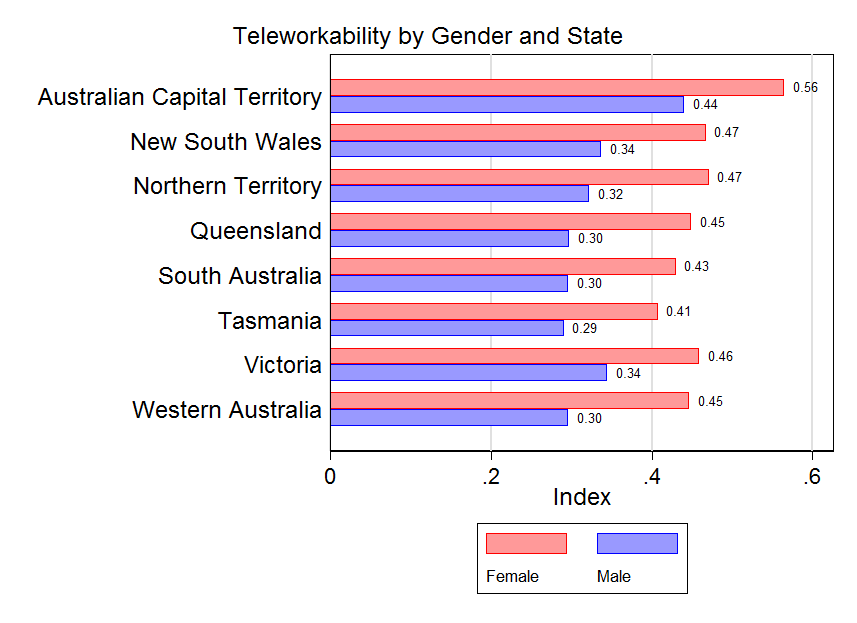 Teleworkability by Gender and State
Australian Capital Territory
0.56
0.44
New South Wales
0.47
0.34
Northern Territory
0.47
0.32
Queensland
0.45
0.30
South Australia
0.43
0.30
Tasmania
0.41
0.29
Victoria
0.46
0.34
Western Australia
0.45
0.30
0 .2 .4 .6
Index
Female Male